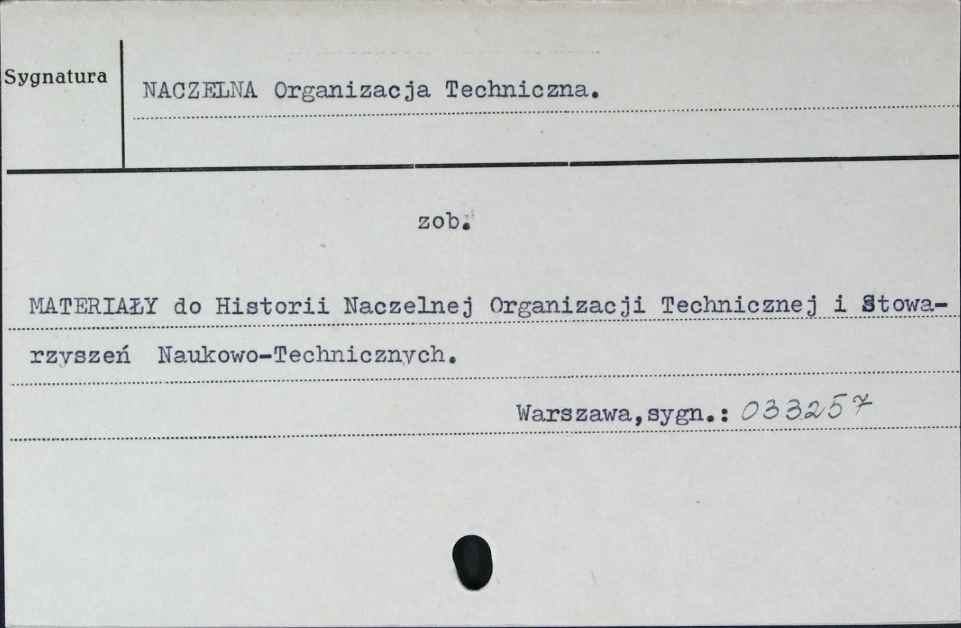 Sygnatura
NACZELNA Organizacja Techniczna.
zob.
MATERIAŁY do Historii Naczelnej Organizacji Technicznej i Stowa-
rzyszeń Naukowo-Technicznych.
Warszawa,sygn.: 033257